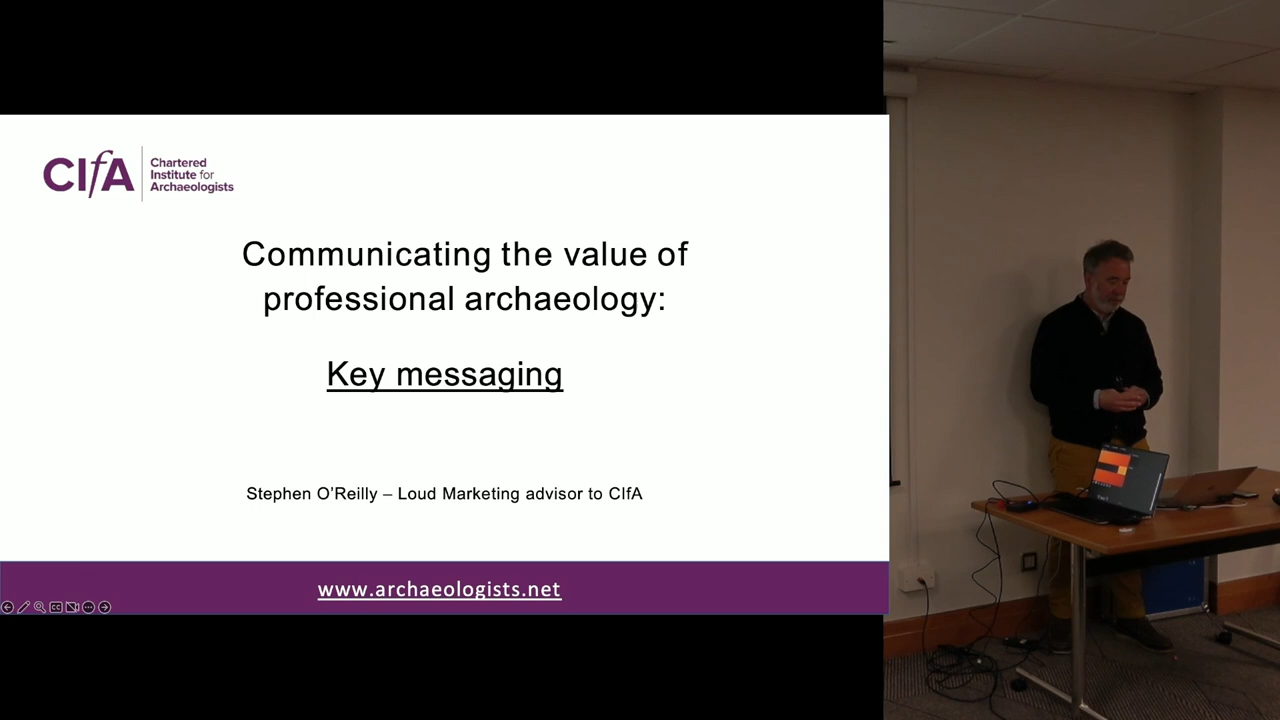 CIfA
Chartered
Institute for
Archaeologists
Communicating the value of
professional archaeology:
Key messaging
Stephen O'Reilly – Loud Marketing advisor to CIfA
www.archaeologists.net